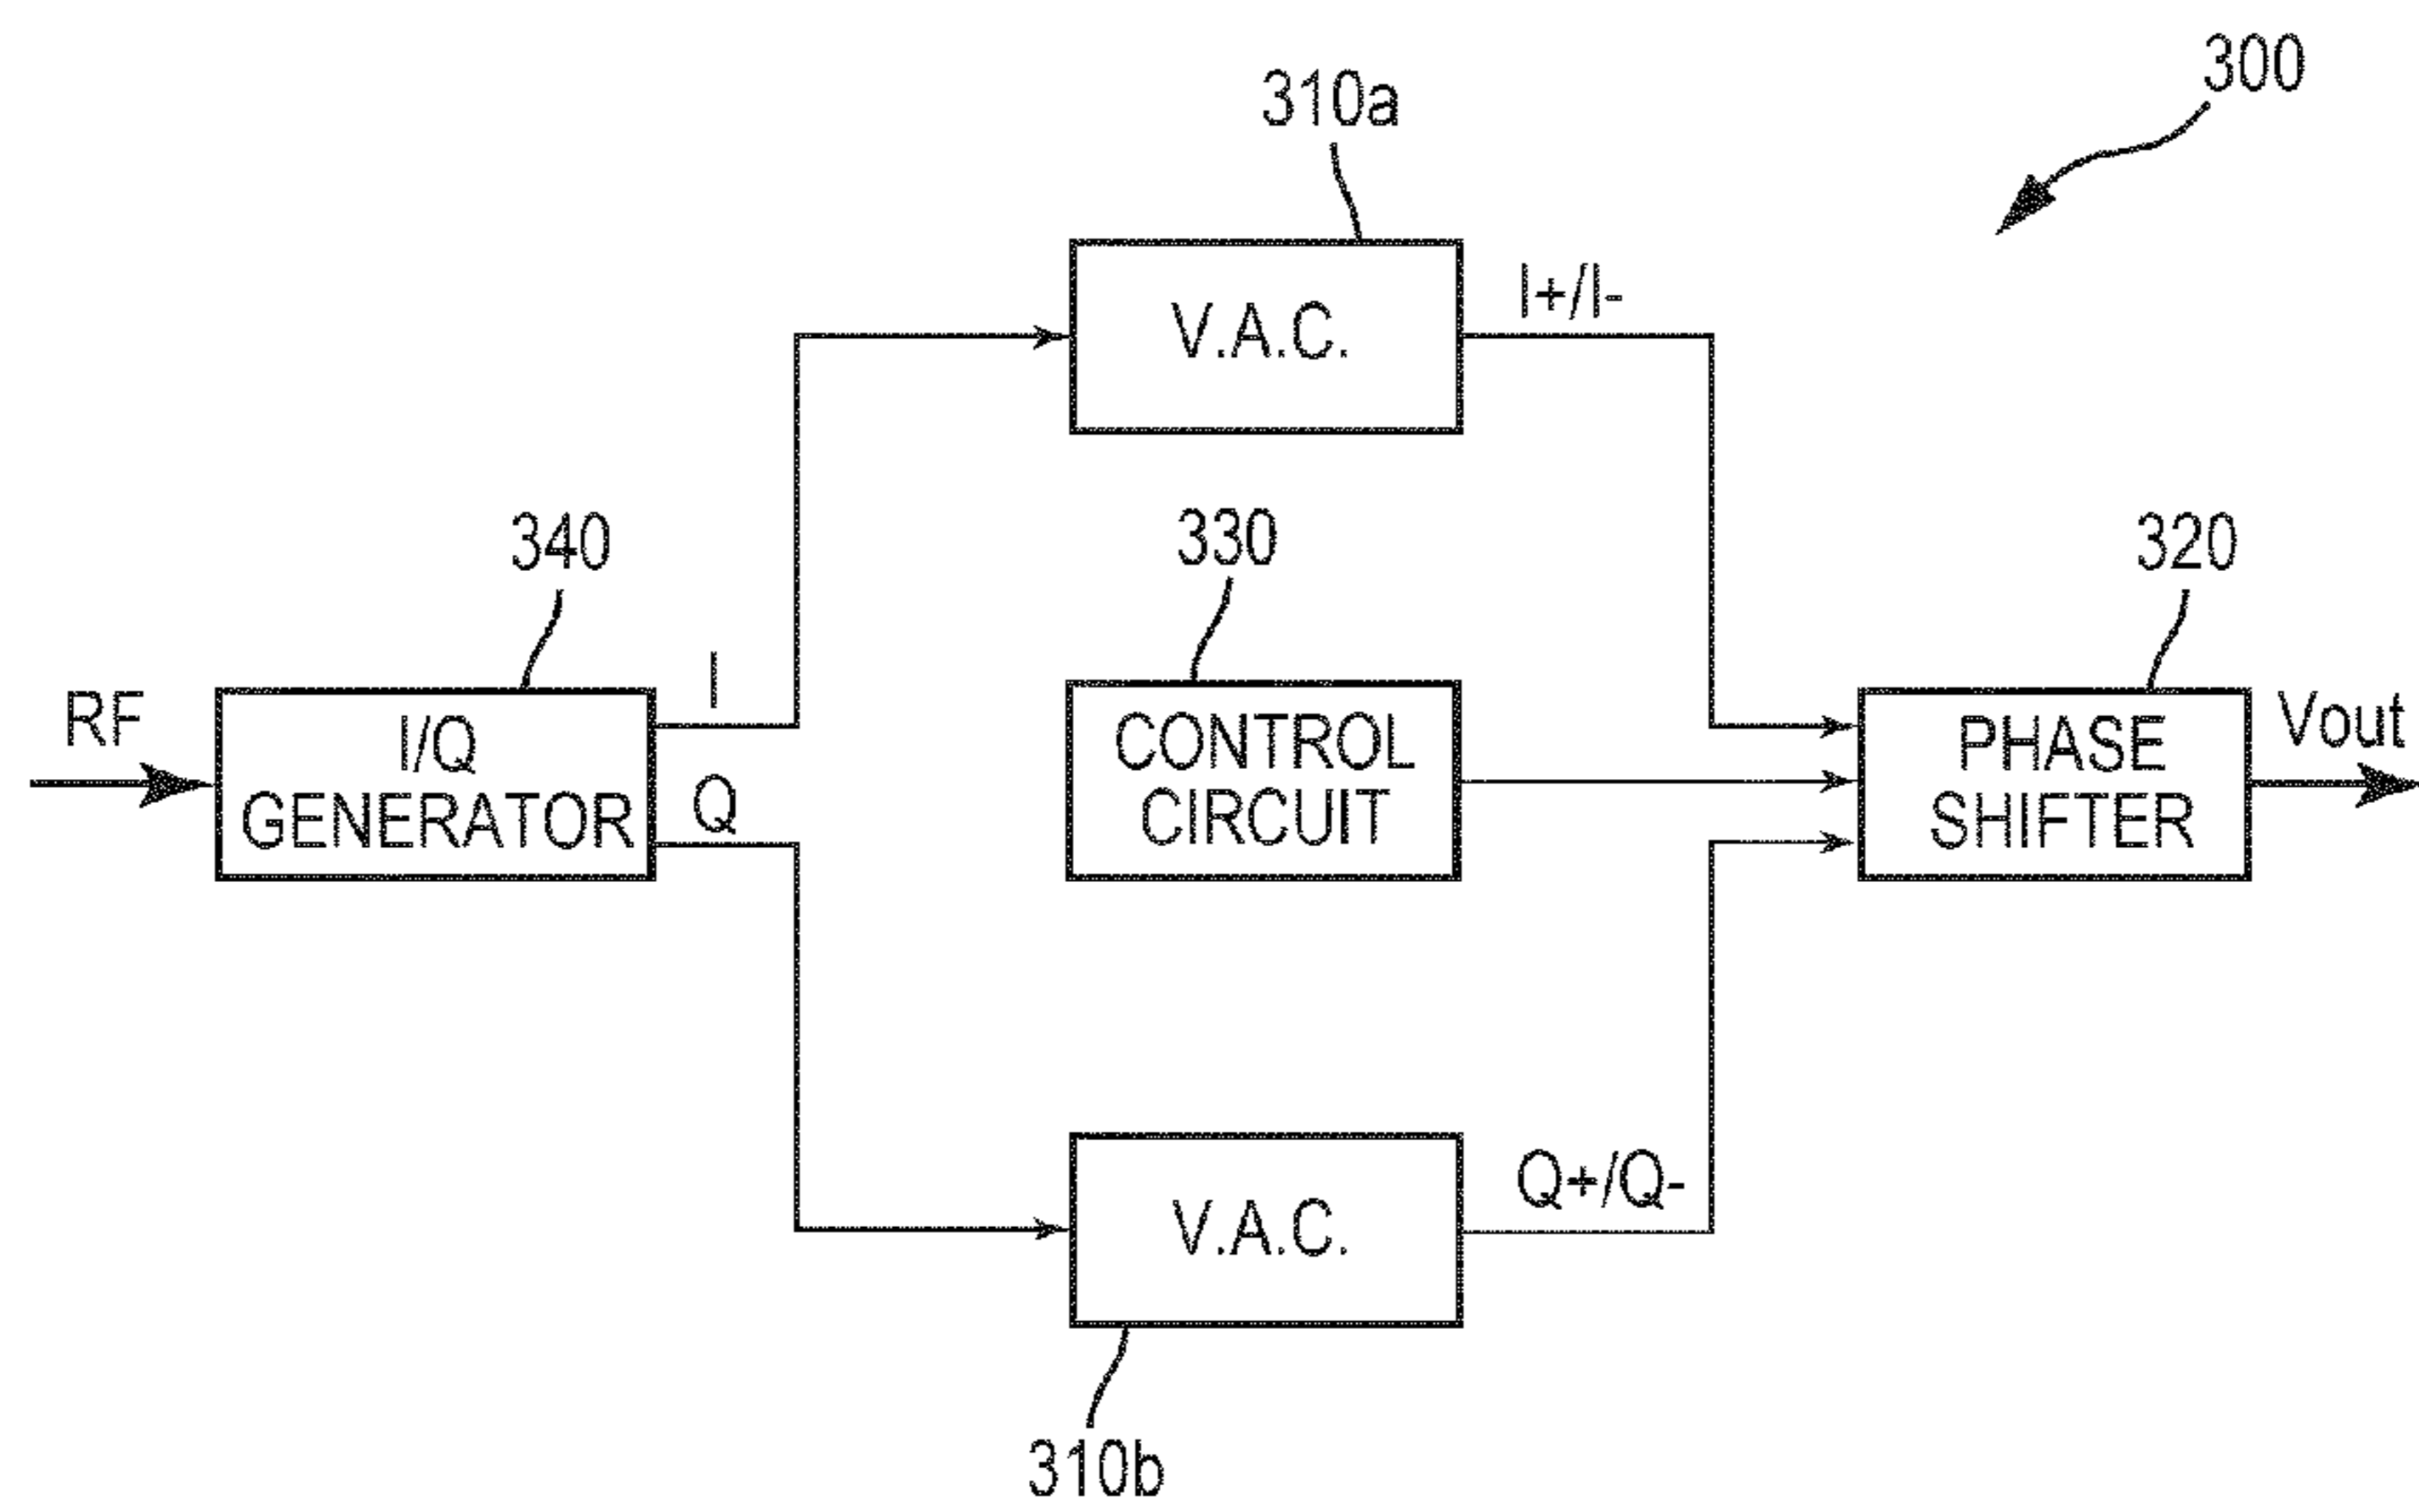 300
310a
V.A.C.
I+/I-
340
330
320
RF
I/Q
GENERATOR
I
Q
CONTROL
CIRCUIT
PHASE
SHIFTER
Vout
V.A.C.
Q+/Q-
310b